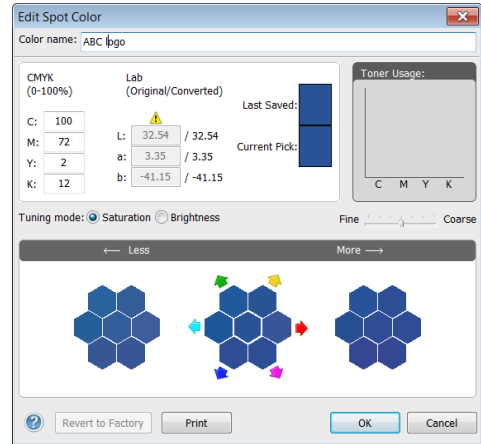 Edit Spot Color
Color name: ABC logo
CMYK
(0-100%)
Lab
(Original/Converted)
Last Saved:
Current Pick:
Toner Usage:
C: 100
M: 72
Y: 2
K: 12
L: 32.54 / 32.54
a: 3.35 / 3.35
b: -41.15 / -41.15
C M Y K
Tuning mode: Saturation Brightness
Fine Coarse
← Less
More →
? Revert to Factory Print OK Cancel